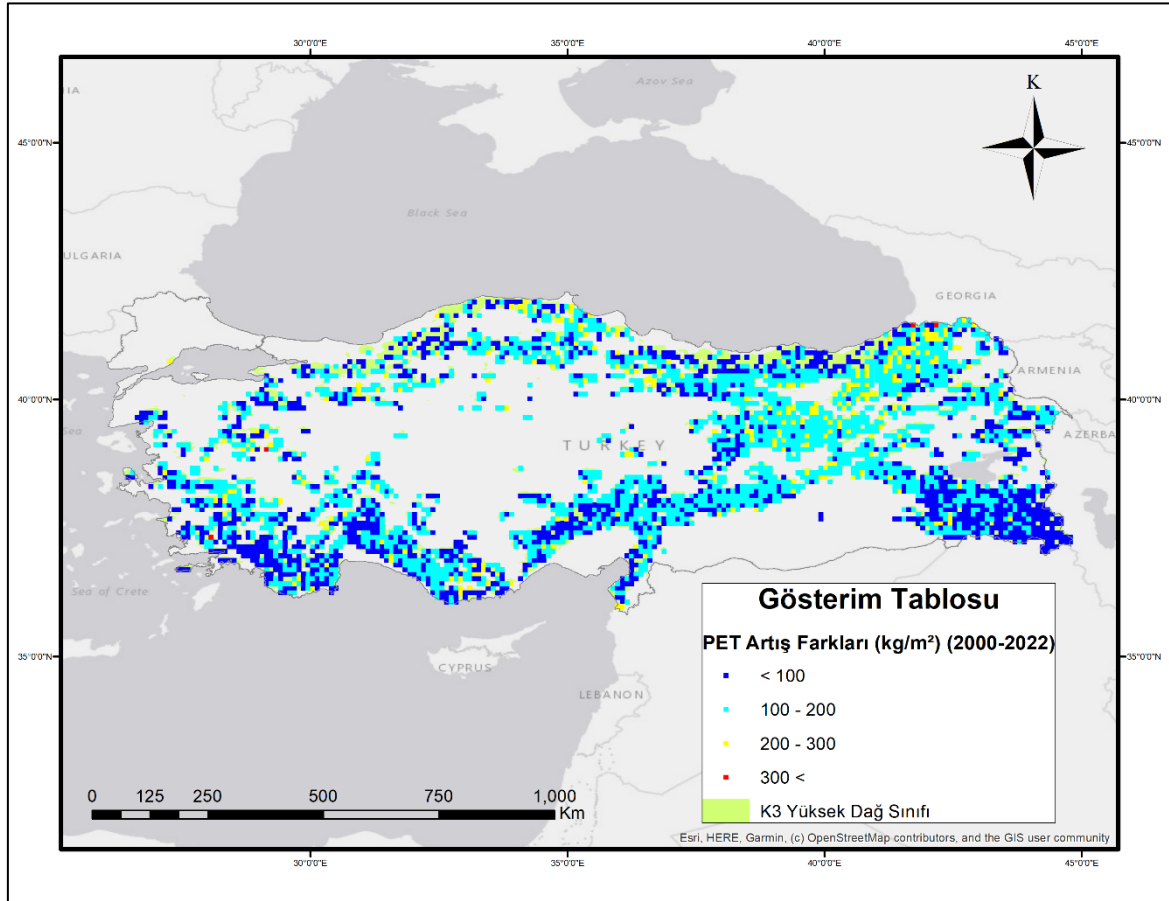 30°0'0"E 35°0'0"E 40°0'0"E 45°0'0"E
IA
Azov Sea
K
45°0'0"N 45°0'0"N
Black Sea
ULGARIA
GEORGIA
ARMENIA
40°0'0"N 40°0'0"N
Sea
AZERBA
TURKEY
Sea of Crete
Gösterim Tablosu
PET Artış Farkları (kg/m²) (2000-2022)
35°0'0"N 35°0'0"N
CYPRUS
< 100
LEBANON
100 - 200
200 - 300
300 <
K3 Yüksek Dağ Sınıfı
0 125 250 500 750 1,000
Km
Esri, HERE, Garmin, (c) OpenStreetMap contributors, and the GIS user community
30°0'0"E 35°0'0"E 40°0'0"E 45°0'0"E